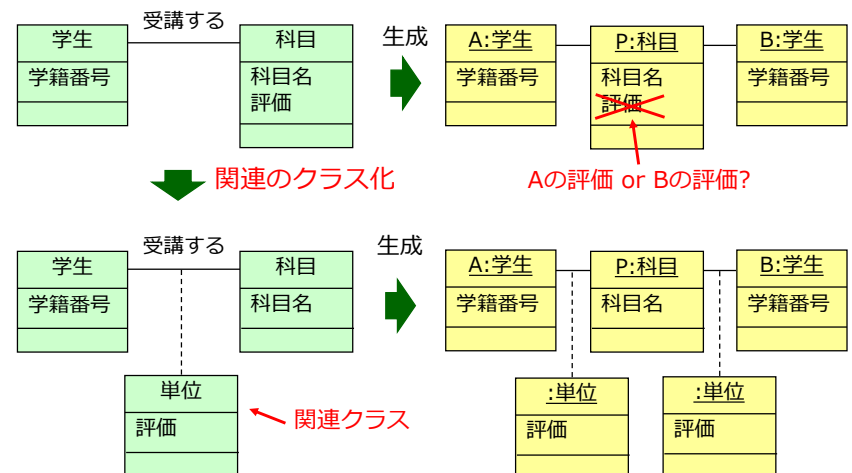 受講する
学生
科目
生成
A:学生
P:科目
B:学生
学籍番号
科目名
評価
学籍番号
科目名
評価
学籍番号
関連のクラス化
Aの評価 or Bの評価?
受講する
学生
科目
生成
A:学生
P:科目
B:学生
学籍番号
科目名
学籍番号
科目名
学籍番号
単位
関連クラス
:単位
:単位
評価
評価
評価